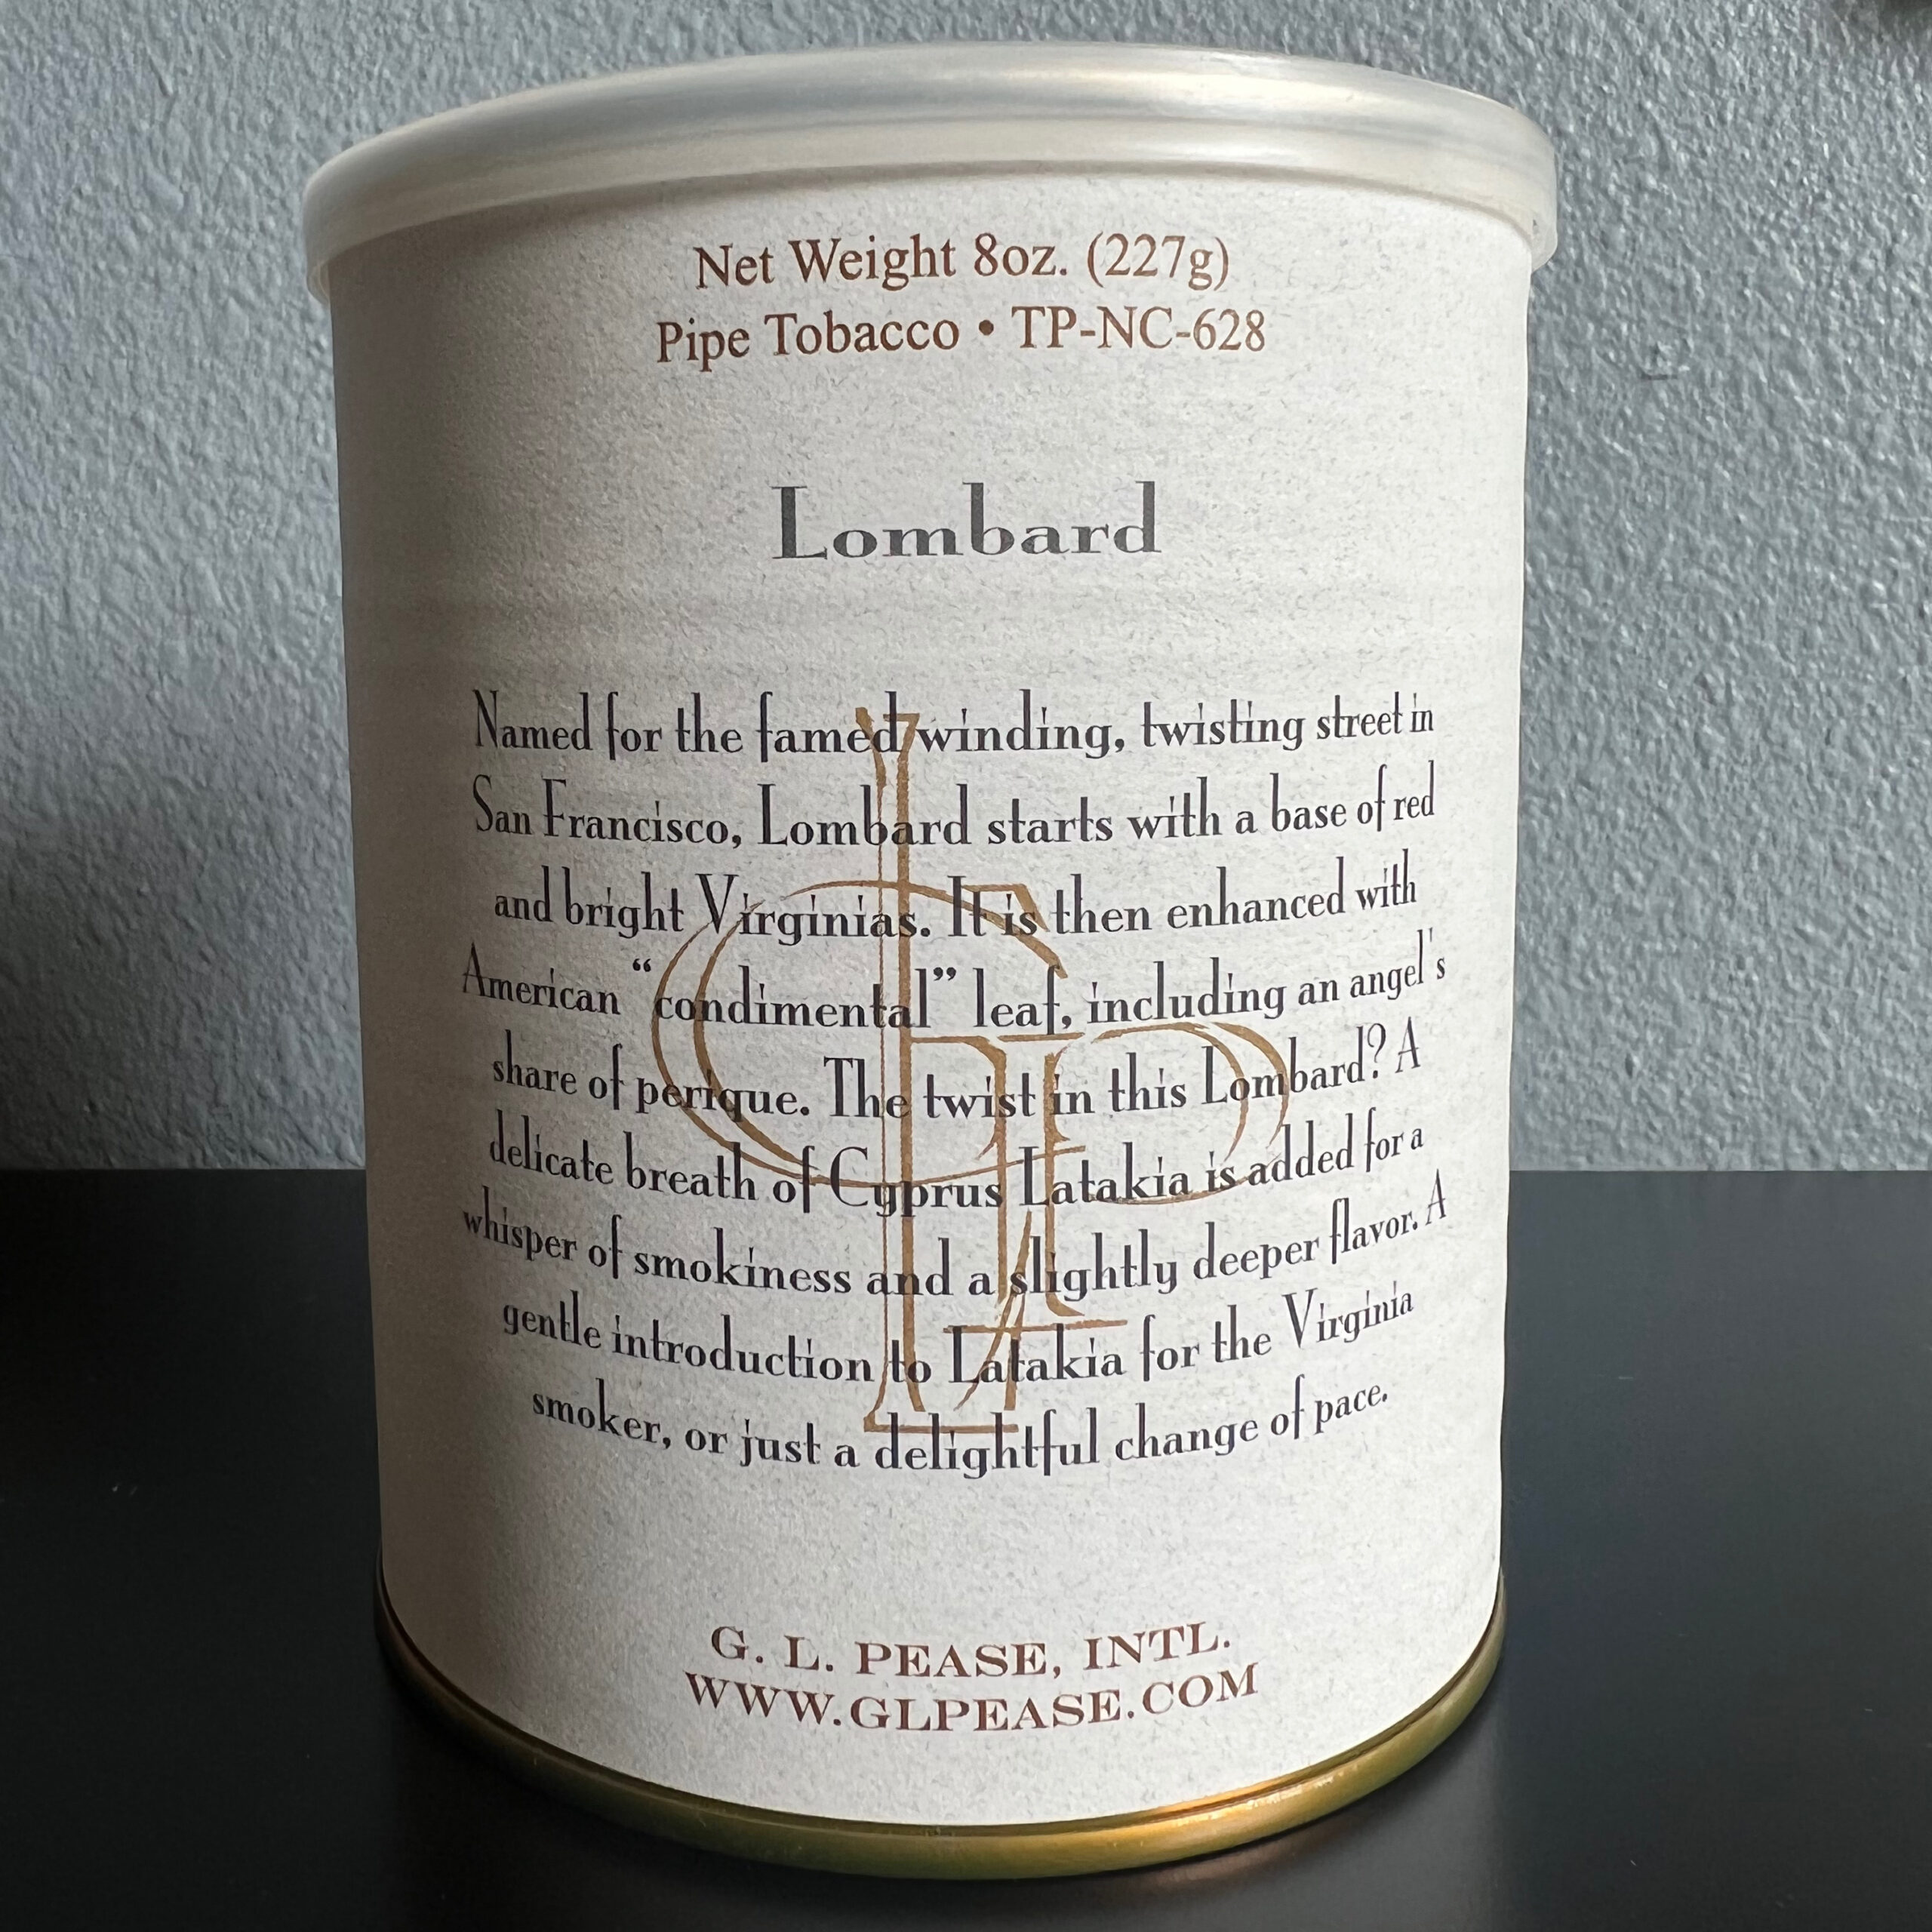 Net Weight 8oz. (227g)
Pipe Tobacco • TP-NC-628
Lombard
Named for the famed winding, twisting street in
San Francisco, Lombard starts with a base of red
and bright Virginias. It is then enhanced with
American “condimental” leaf, including an angel's
share of perique. The twist in this Lombard? A
delicate breath of Cyprus Latakia is added for a
whisper of smokiness and a slightly deeper flavor. A
gentle introduction to Latakia for the Virginia
smoker, or just a delightful change of pace.
G. L. PEASE, INTL.
WWW.GLPEASE.COM